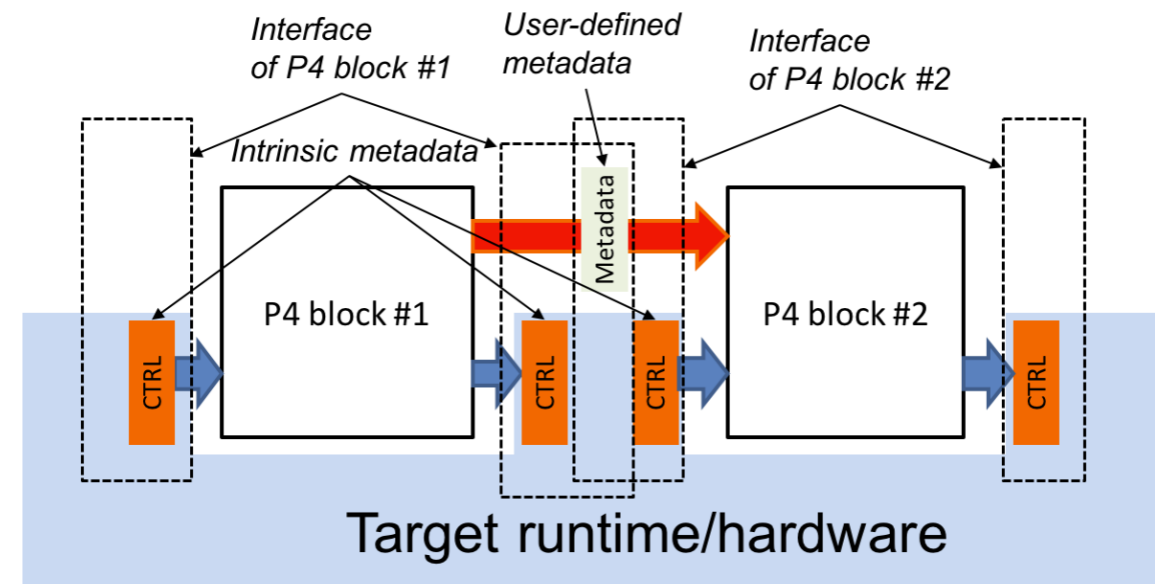 Interface
of P4 block #1
User-defined
metadata
Interface
of P4 block #2
Intrinsic metadata
Metadata
P4 block #1
P4 block #2
CTRL
CTRL
CTRL
CTRL
Target runtime/hardware